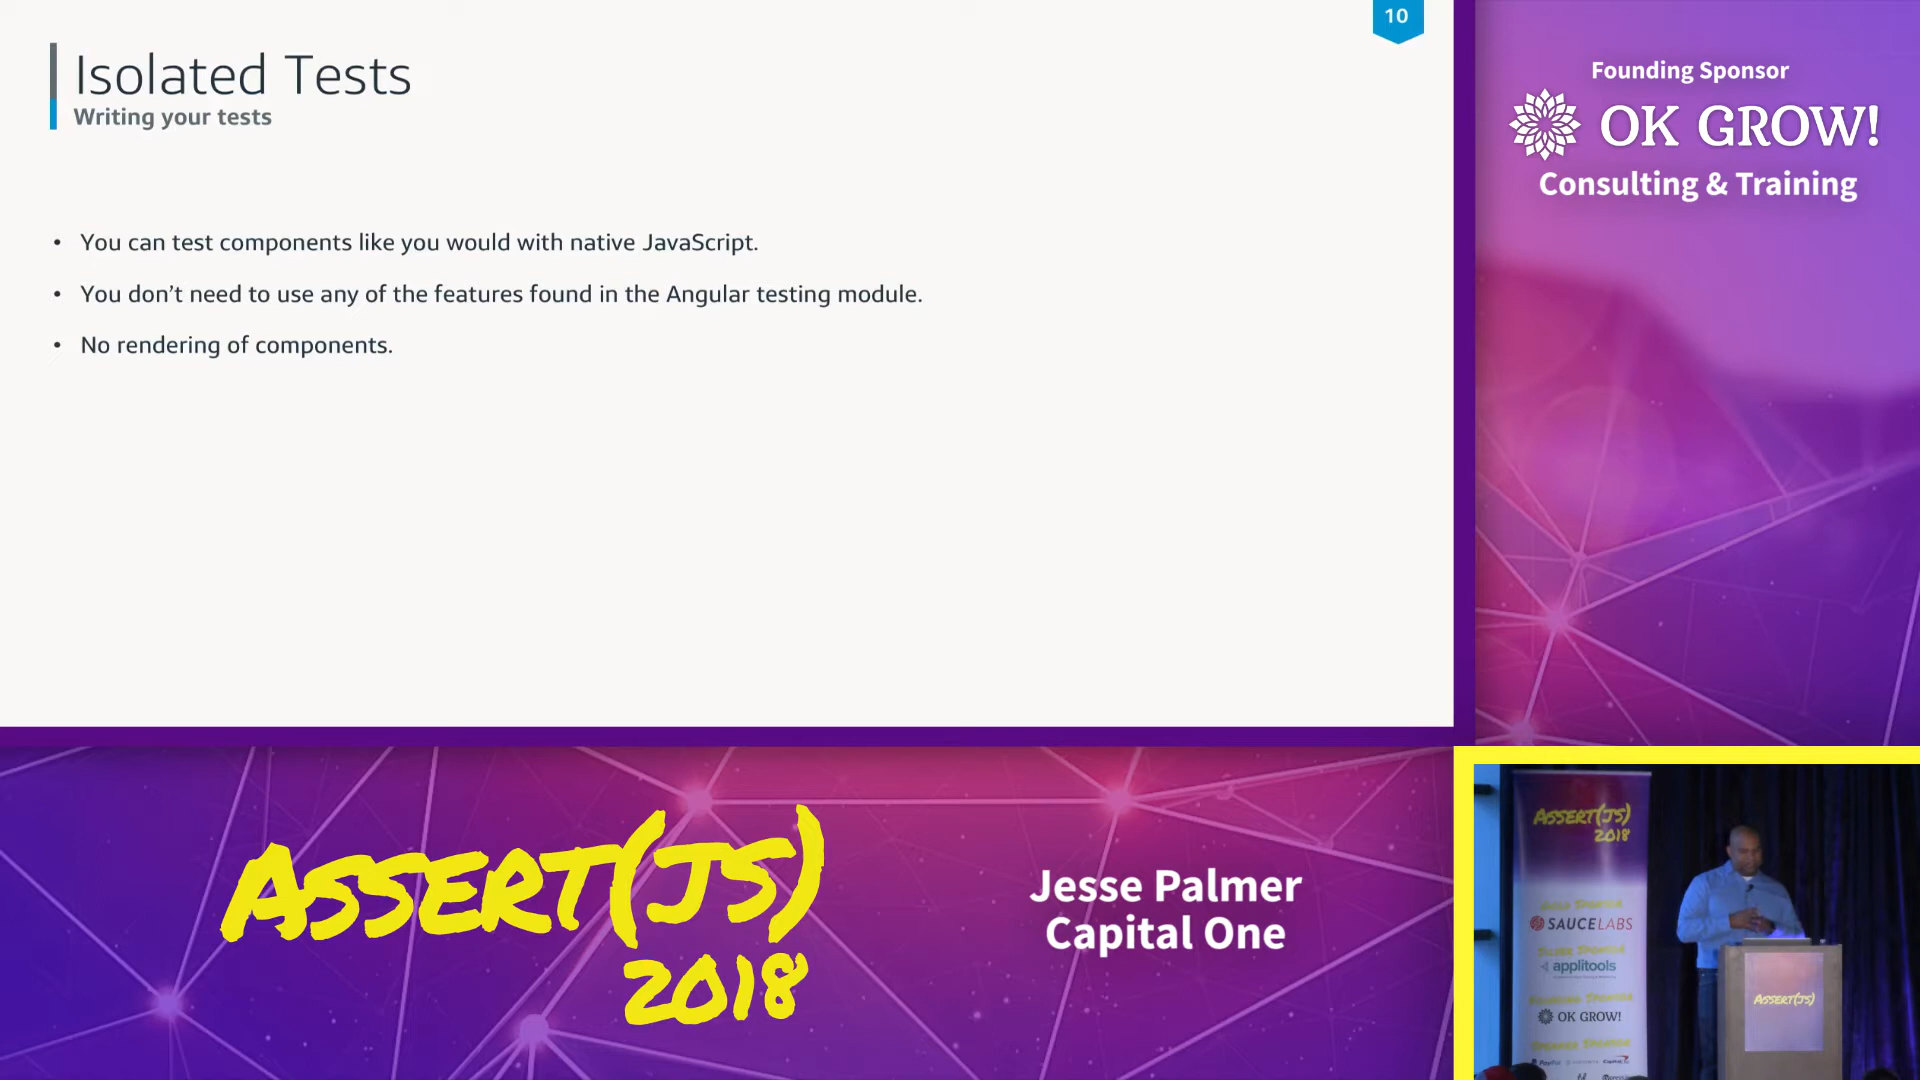 10
Isolated Tests
Writing your tests
• You can test components like you would with native JavaScript.
• You don’t need to use any of the features found in the Angular testing module.
• No rendering of components.
Founding Sponsor
OK GROW!
Consulting & Training
ASSERT(JS)
2018
Jesse Palmer
Capital One
ASSERT(JS)
2018
SAUCELABS
applitools
OK GROW!
PayPal
ASSERT(JS)